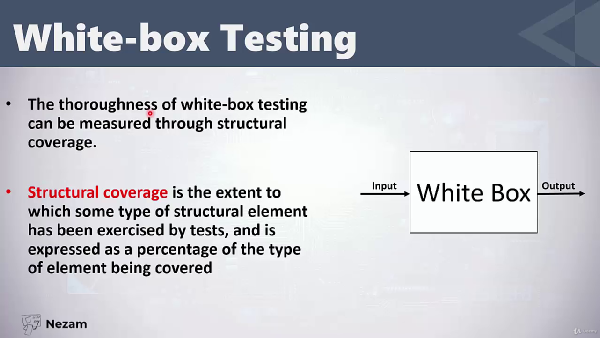 White-box Testing
• The thoroughness of white-box testing
can be measured through structural
coverage.
• Structural coverage is the extent to
which some type of structural element
has been exercised by tests, and is
expressed as a percentage of the type
of element being covered
Input
White Box
Output
Nezam